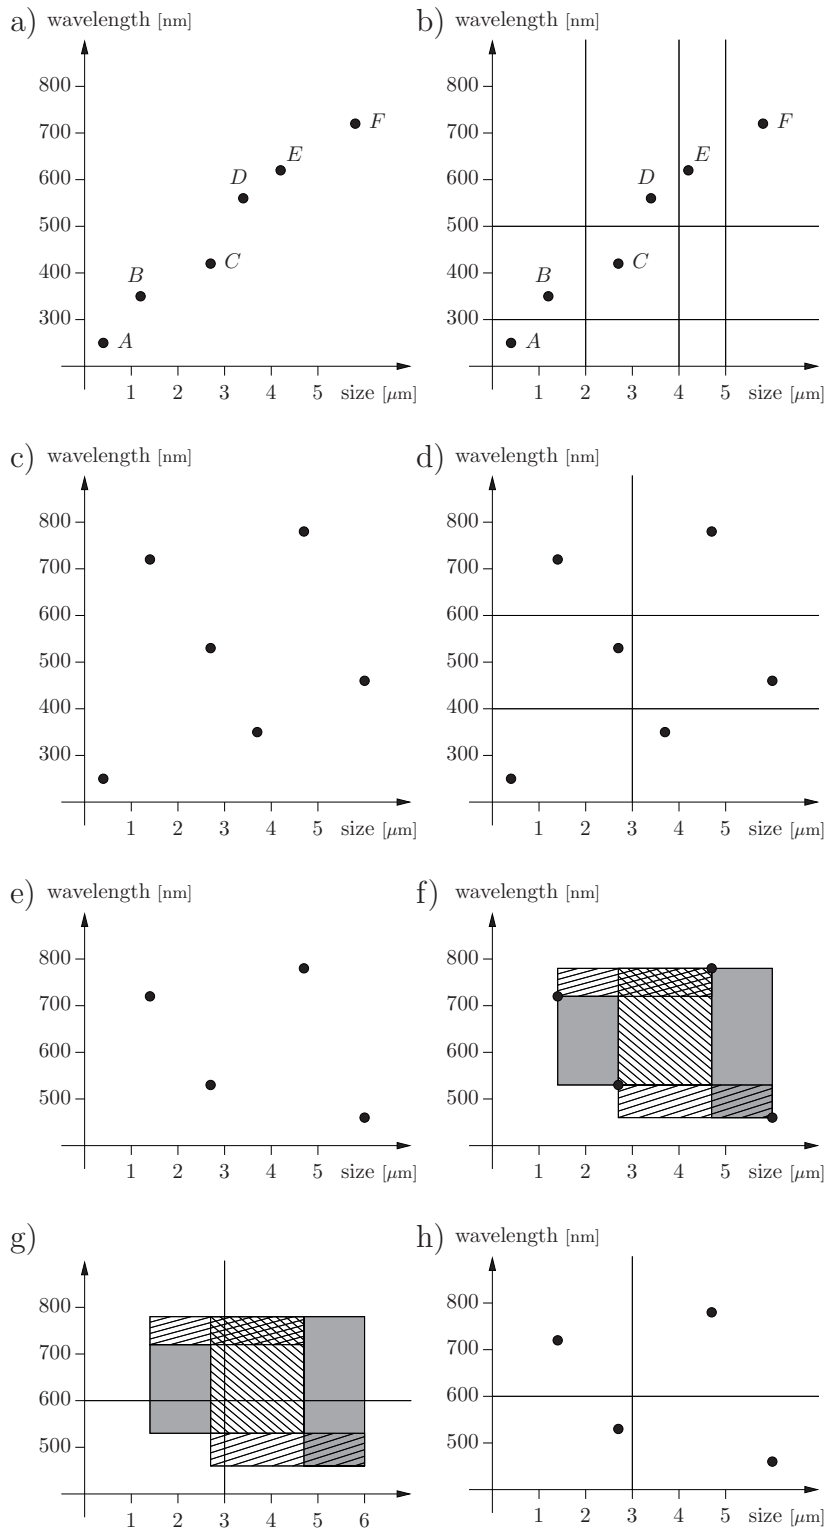 a) wavelength [nm]
800
700
600
500
400
300
A
B
C
D
E
F
1 2 3 4 5 size [μm]
b) wavelength [nm]
800
700
600
500
400
300
A
B
C
D
E
F
1 2 3 4 5 size [μm]
c) wavelength [nm]
800
700
600
500
400
300
1 2 3 4 5 size [μm]
d) wavelength [nm]
800
700
600
500
400
300
1 2 3 4 5 size [μm]
e) wavelength [nm]
800
700
600
500
1 2 3 4 5 size [μm]
f) wavelength [nm]
800
700
600
500
1 2 3 4 5 size [μm]
g)
800
700
600
500
1 2 3 4 5 6
h) wavelength [nm]
800
700
600
500
1 2 3 4 5 size [μm]